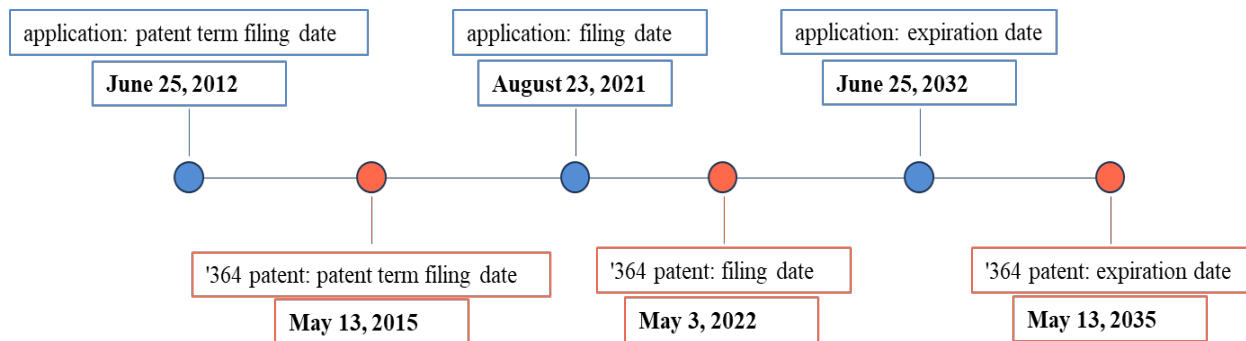 application: patent term filing date
June 25, 2012
application: filing date
August 23, 2021
application: expiration date
June 25, 2032
'364 patent: patent term filing date
May 13, 2015
'364 patent: filing date
May 3, 2022
'364 patent: expiration date
May 13, 2035